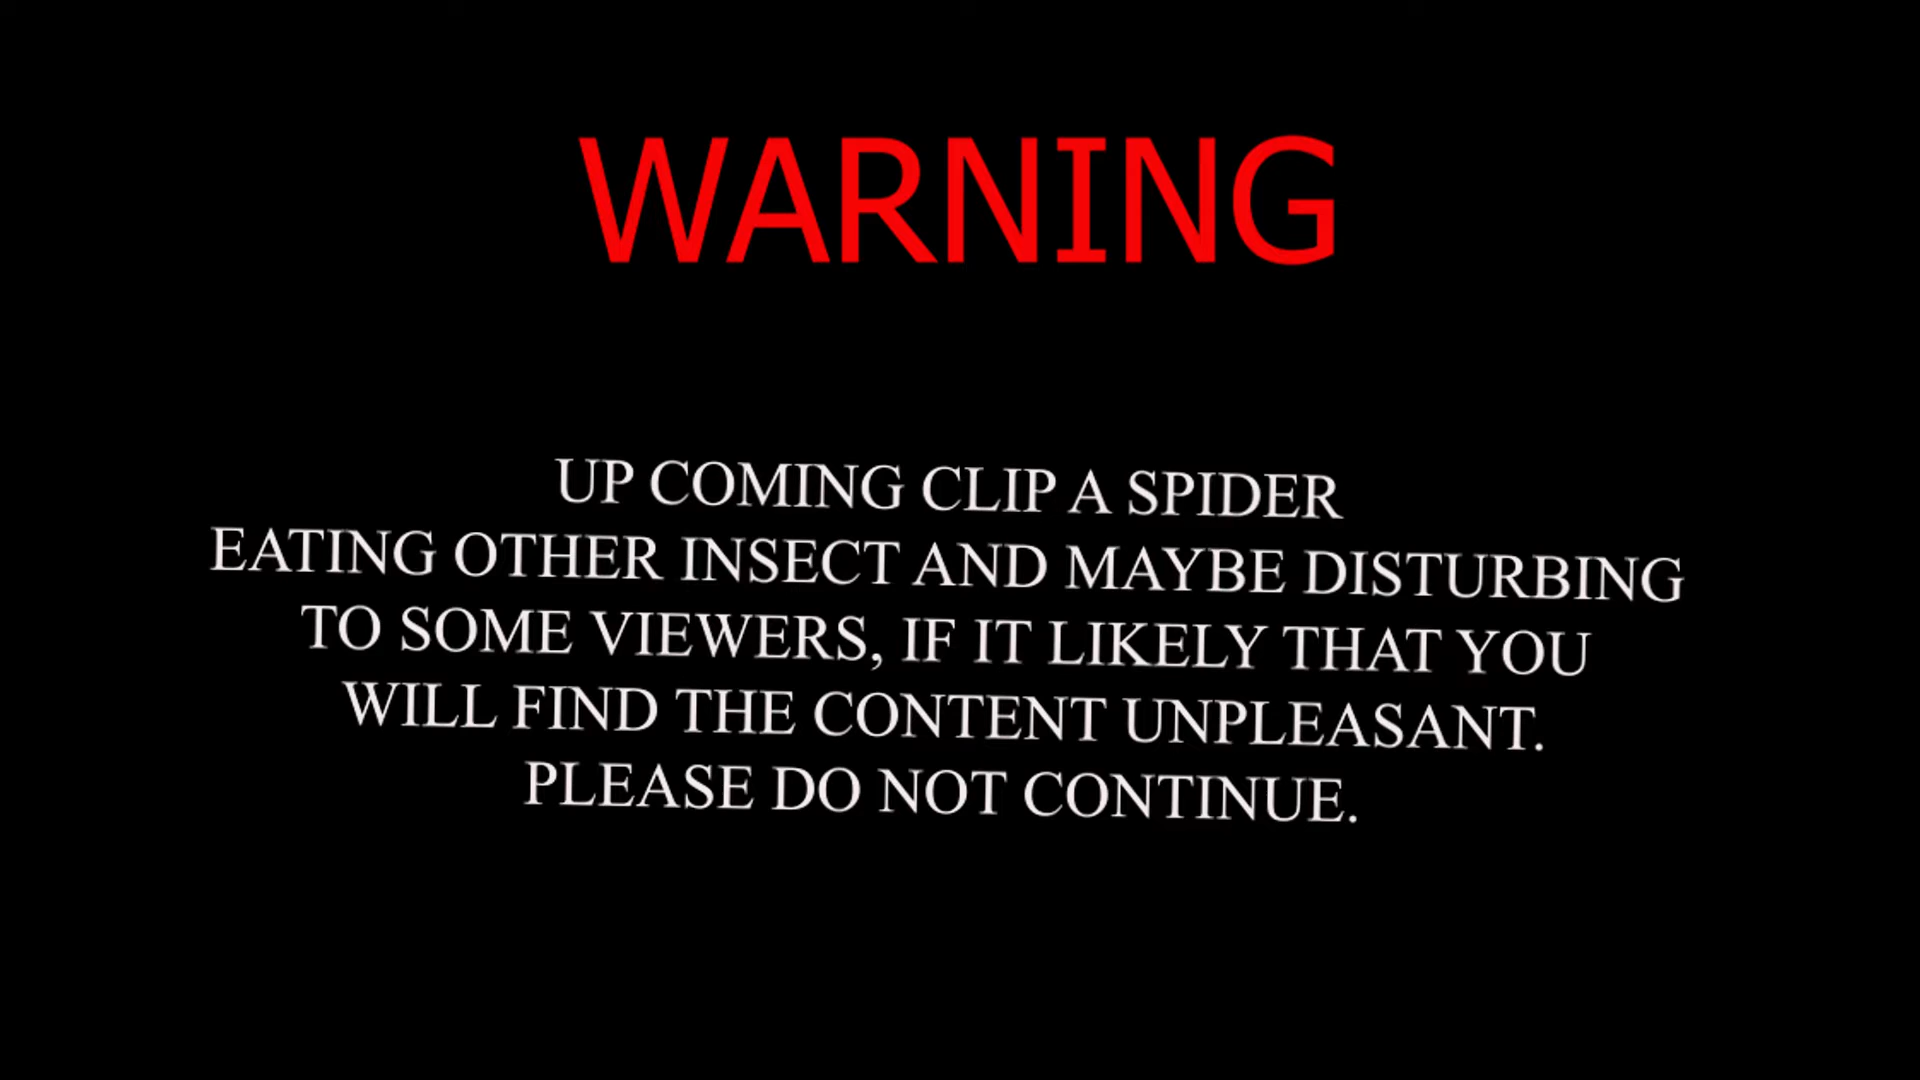 WARNING
UP COMING CLIP A SPIDER
EATING OTHER INSECT AND MAYBE DISTURBING
TO SOME VIEWERS, IF IT LIKELY THAT YOU
WILL FIND THE CONTENT UNPLEASANT.
PLEASE DO NOT CONTINUE.